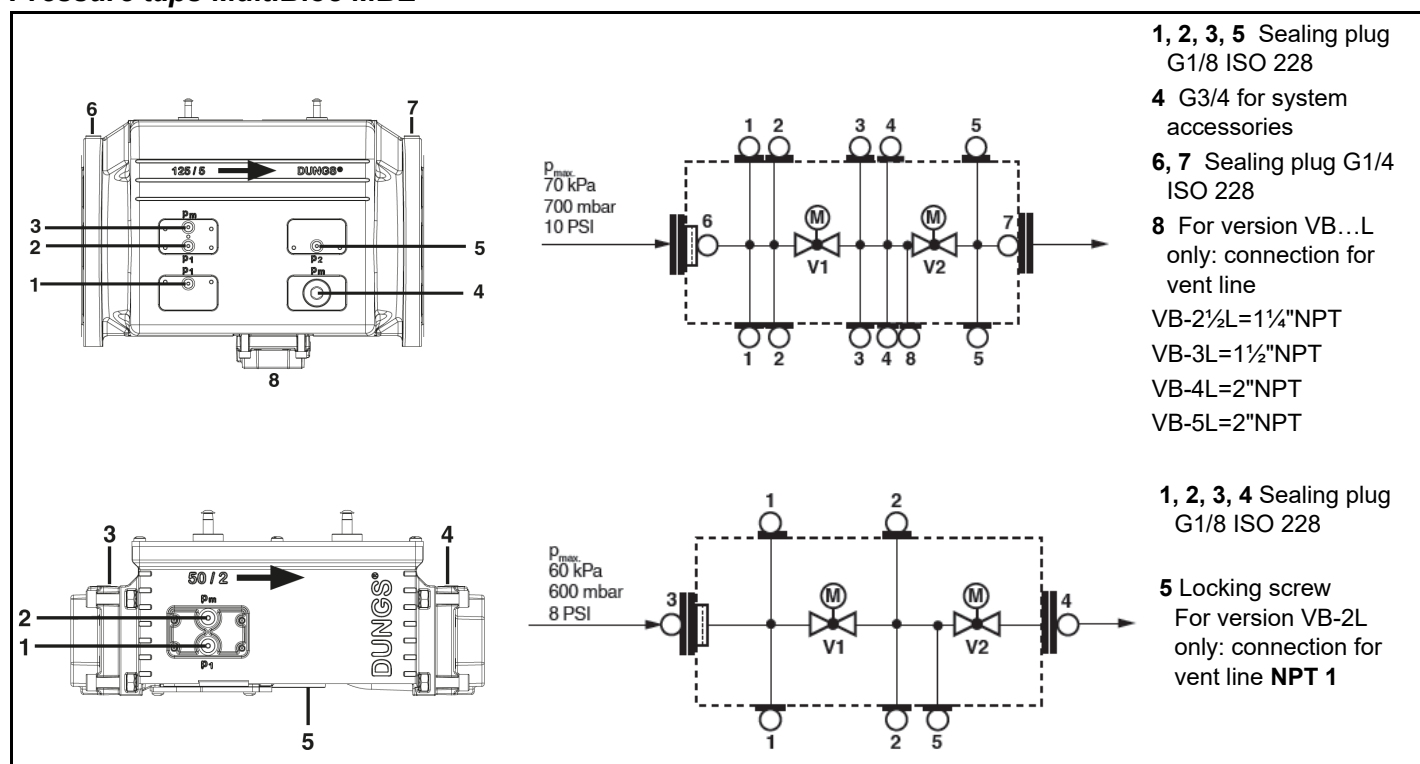 Pressure taps MultiBloc MBE
6
7
125 / 5
DUNGS®
Pm
3
2
P1
P1
1
5
P2
Pm
4
8
pmax.
70 kPa
700 mbar
10 PSI
1 2 3 4 5
6
M
V1
M
V2
7
1 2 3 4 8 5
1, 2, 3, 5 Sealing plug
G1/8 ISO 228
4 G3/4 for system
accessories
6, 7 Sealing plug G1/4
ISO 228
8 For version VB…L
only: connection for
vent line
VB-2½L=1¼"NPT
VB-3L=1½"NPT
VB-4L=2"NPT
VB-5L=2"NPT
3
4
50 / 2
DUNGS®
Pm
2
1
P1
5
pmax.
60 kPa
600 mbar
8 PSI
1 2
3
M
V1
M
V2
4
1 2 5
1, 2, 3, 4 Sealing plug
G1/8 ISO 228
5 Locking screw
For version VB-2L
only: connection for
vent line NPT 1